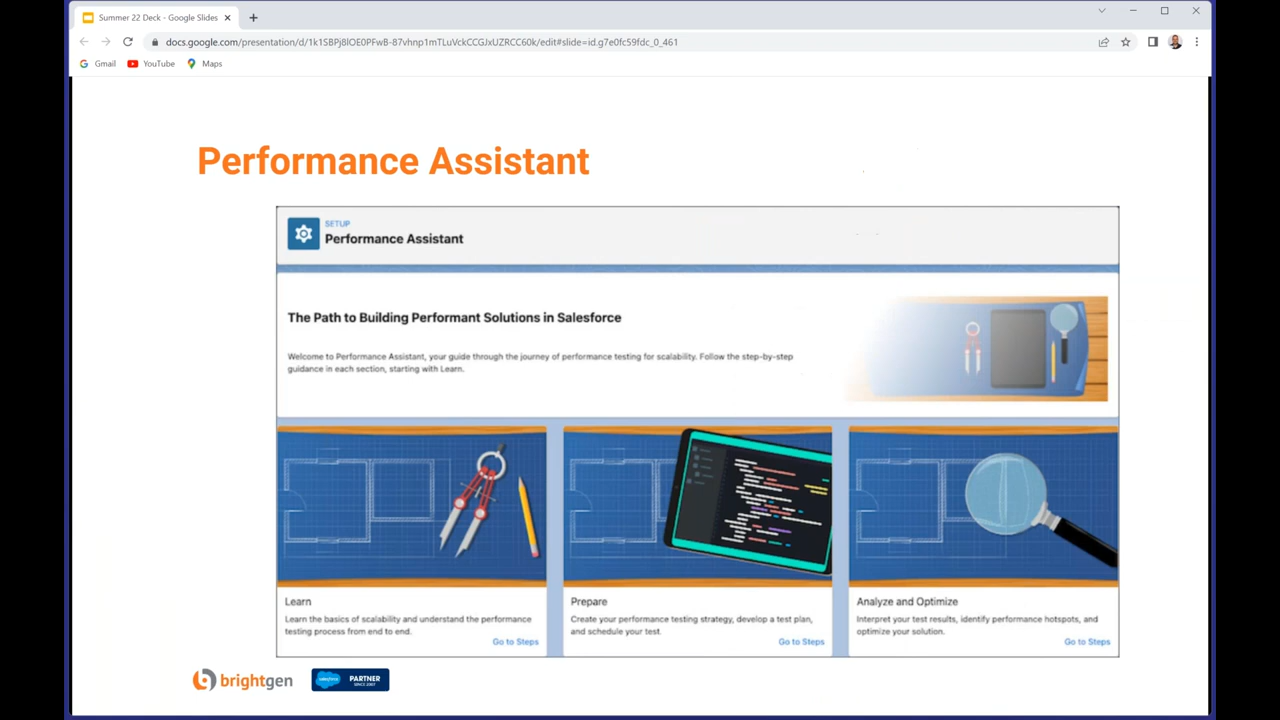 Summer 22 Deck - Google Slides
docs.google.com/presentation/d/1k1SBPj8lOE0PFwB-87vhnp1mTLuVckCCGJxUZRCC60k/edit#slide=id.g7e0fc59fdc_0_461
Gmail YouTube Maps
Performance Assistant
SETUP
Performance Assistant
The Path to Building Performant Solutions in Salesforce
Welcome to Performance Assistant, your guide through the journey of performance testing for scalability. Follow the step-by-step
guidance in each section, starting with Learn.
Learn
Learn the basics of scalability and understand the performance
testing process from end to end.
Go to Steps
Prepare
Create your performance testing strategy, develop a test plan,
and schedule your test.
Go to Steps
Analyze and Optimize
Interpret your test results, identify performance hotspots, and
optimize your solution.
Go to Steps
brightgen
salesforce
PARTNER
SINCE 2007